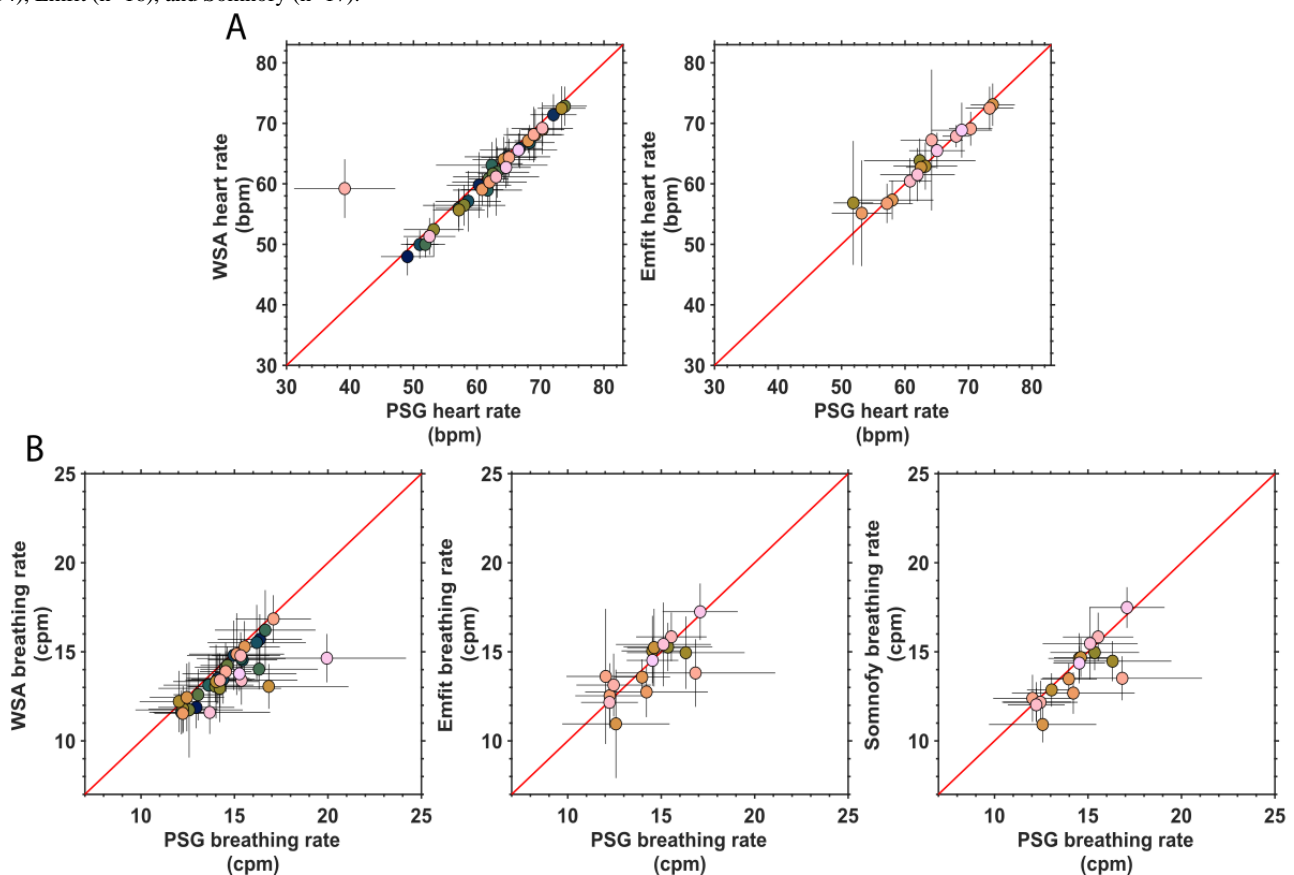 A
80
70
60
50
40
30
WSA heart rate
(bpm)
30 40 50 60 70 80
PSG heart rate
(bpm)
80
70
60
50
40
30
Emfit heart rate
(bpm)
30 40 50 60 70 80
PSG heart rate
(bpm)
B
25
20
15
10
WSA breathing rate
(cpm)
10 15 20 25
PSG breathing rate
(cpm)
25
20
15
10
Emfit breathing rate
(cpm)
10 15 20 25
PSG breathing rate
(cpm)
25
20
15
10
Somnofy breathing rate
(cpm)
10 15 20 25
PSG breathing rate
(cpm)